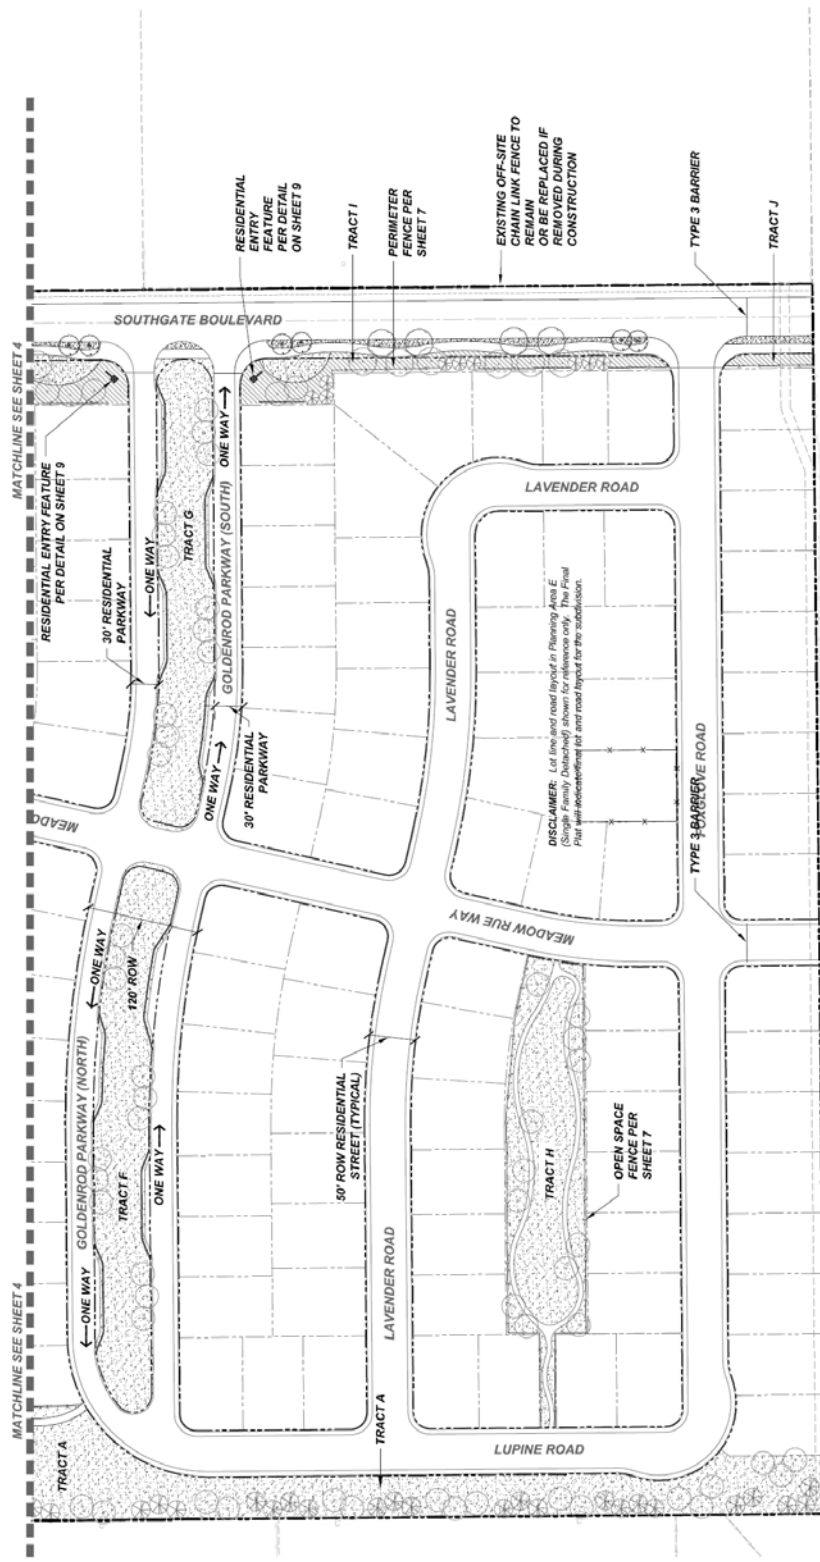 MATCHLINE SEE SHEET 4
MATCHLINE SEE SHEET 4
RESIDENTIAL ENTRY FEATURE
PER DETAIL ON SHEET 9
30' RESIDENTIAL
PARKWAY
ONE WAY
TRACT G
SOUTHGATE BOULEVARD
RESIDENTIAL
ENTRY
FEATURE
PER DETAIL
ON SHEET 9
TRACT I
PERIMETER
FENCE PER
SHEET 7
EXISTING OFF-SITE
CHAIN LINK FENCE TO
REMAIN
OR BE REPLACED IF
REMOVED DURING
CONSTRUCTION
TYPE 3 BARRIER
TRACT J
ONE WAY
GOLDENROD PARKWAY (SOUTH)
ONE WAY
30' RESIDENTIAL
PARKWAY
LAVENDER ROAD
LAVENDER ROAD
DISCLAIMER: Lot line and road layout in Planning Area E
(Single Family Detached) shown for reference only. The Final
Plat will indicate final lot and road layout for the subdivision.
FOXGLOVE ROAD
TYPE 3 BARRIER
MEADO
MEADOW RUE WAY
ONE WAY
120' ROW
GOLDENROD PARKWAY (NORTH)
TRACT F
ONE WAY
ONE WAY
50' ROW RESIDENTIAL
STREET (TYPICAL)
LAVENDER ROAD
TRACT H
OPEN SPACE
FENCE PER
SHEET 7
TRACT A
TRACT A
LUPINE ROAD